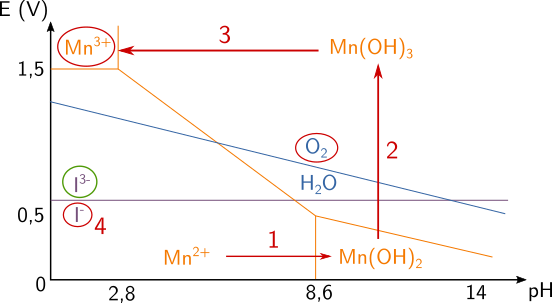 E (V)
3
Mn³⁺
Mn(OH)₃
1,5
O₂
2
I³⁻
H₂O
0,5
I⁻
4
1
Mn²⁺
Mn(OH)₂
0
2,8
8,6
14
pH